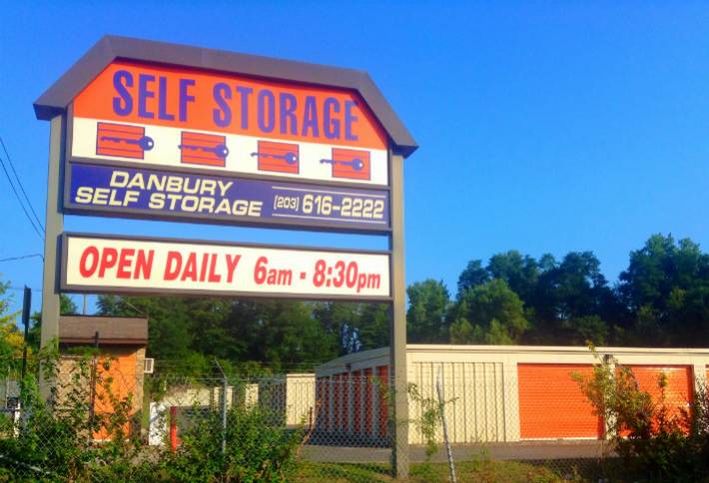 SELF STORAGE
DANBURY
SELF STORAGE (203) 616-2222
OPEN DAILY 6am - 8:30pm